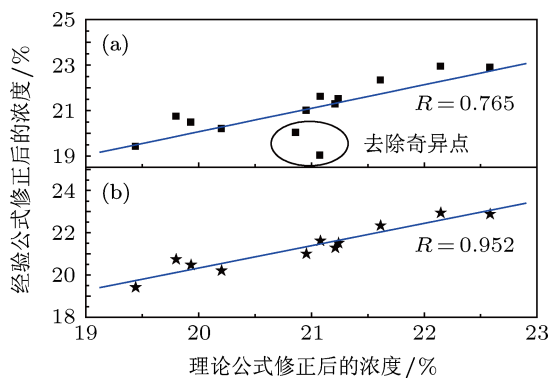 25
(a)
23
21
19
R = 0.765
去除奇异点
22
(b)
20
18
R = 0.952
19
20
21
22
23
经验公式修正后的浓度/%
理论公式修正后的浓度/%